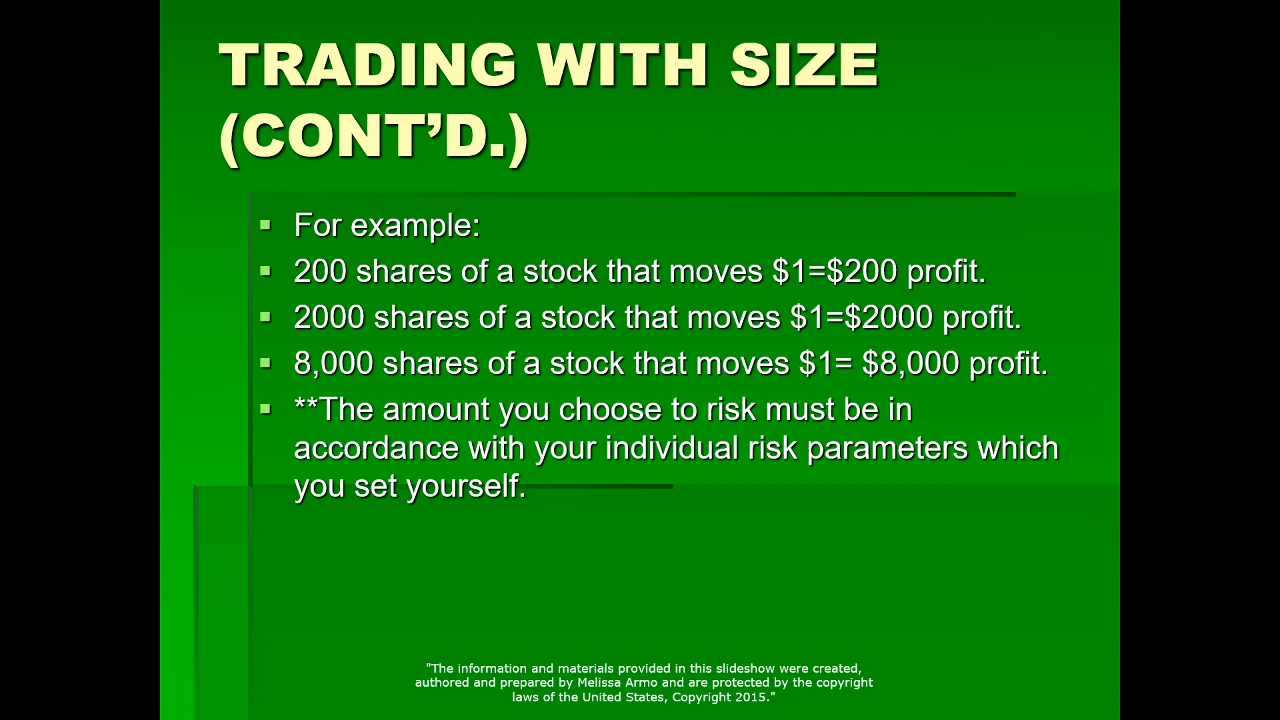 TRADING WITH SIZE
(CONT’D.)
For example:
200 shares of a stock that moves $1=$200 profit.
2000 shares of a stock that moves $1=$2000 profit.
8,000 shares of a stock that moves $1= $8,000 profit.
**The amount you choose to risk must be in
accordance with your individual risk parameters which
you set yourself.
"The information and materials provided in this slideshow were created,
authored and prepared by Melissa Armo and are protected by the copyright
laws of the United States, Copyright 2015."